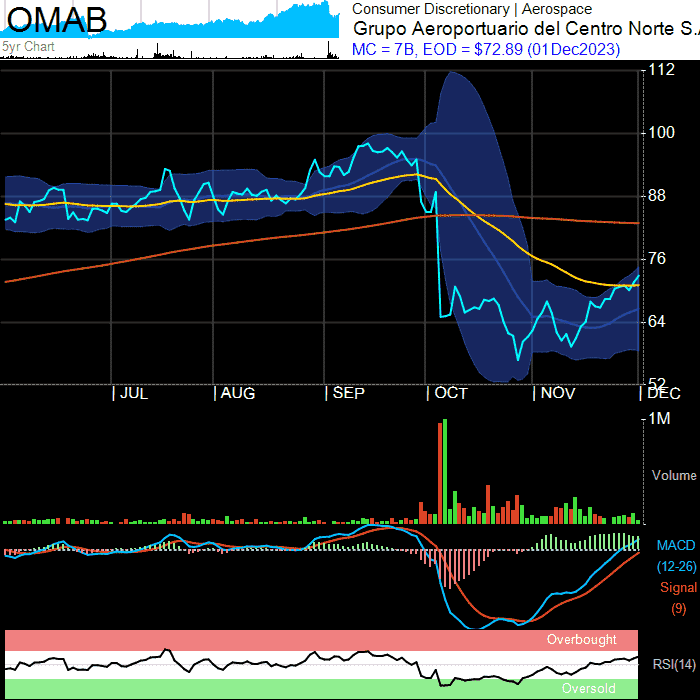 OMAB
5yr Chart
Consumer Discretionary | Aerospace
Grupo Aeroportuario del Centro Norte S.A
MC = 7B, EOD = $72.89 (01Dec2023)
112
100
88
76
64
52
JUL
AUG
SEP
OCT
NOV
DEC
1M
Volume
MACD
(12-26)
Signal
(9)
Overbought
RSI(14)
Oversold